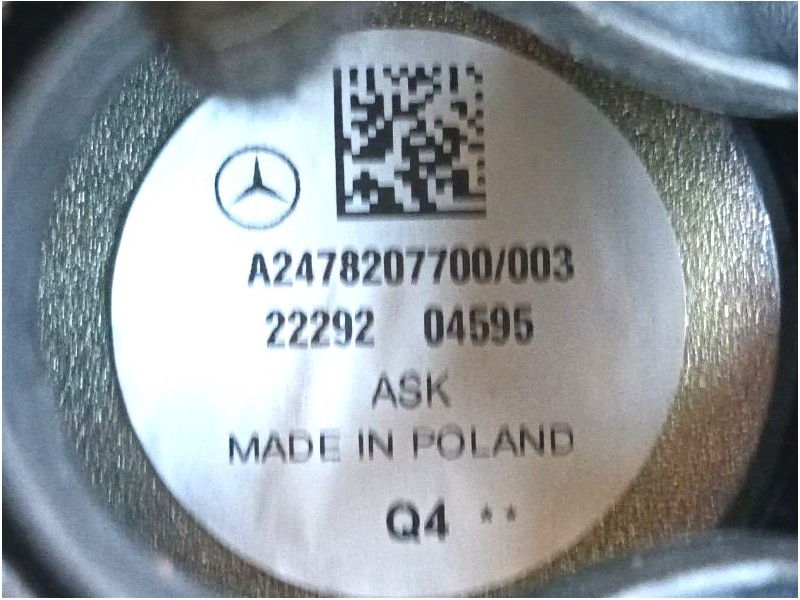 A2478207700/003
22292 04595
ASK
MADE IN POLAND
Q4 **